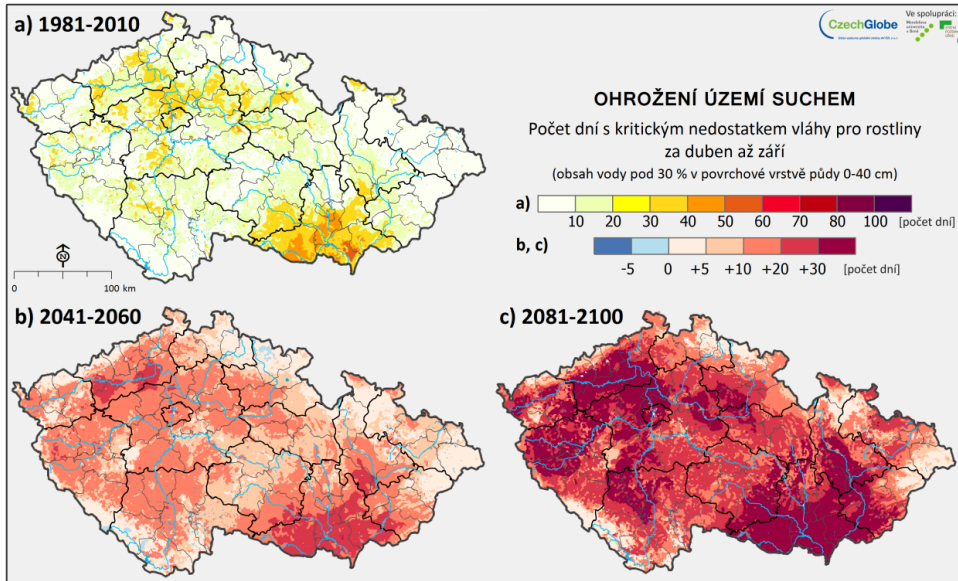 a) 1981-2010
CzechGlobe
Ve spolupráci:
OHROŽENÍ ÚZEMÍ SUCHEM
Počet dní s kritickým nedostatkem vláhy pro rostliny
za duben až září
(obsah vody pod 30 % v povrchové vrstvě půdy 0-40 cm)
a)
10 20 30 40 50 60 70 80 100 [počet dní]
b, c)
-5 0 +5 +10 +20 +30 [počet dní]
N
0 100 km
b) 2041-2060
c) 2081-2100